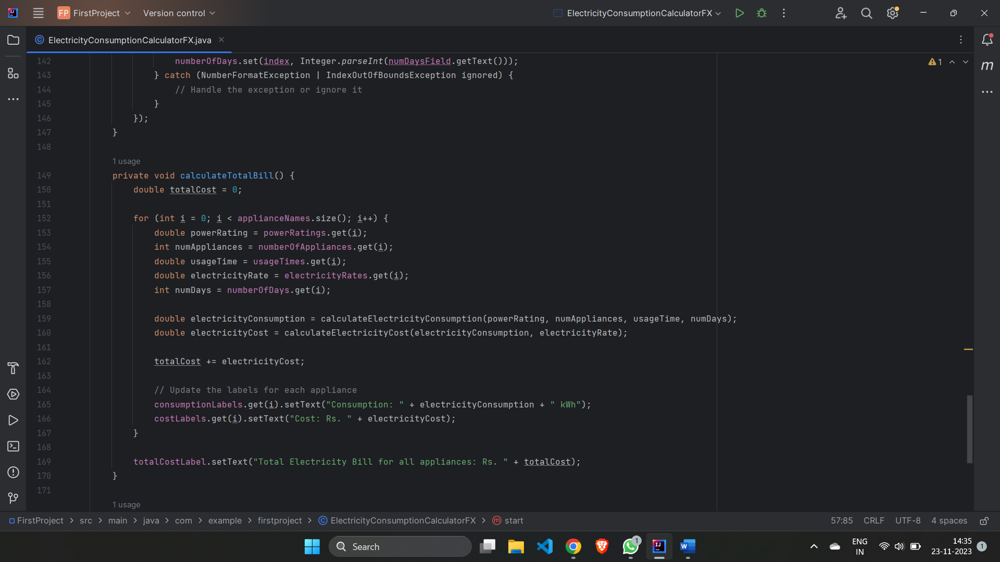 FP FirstProject Version control ElectricityConsumptionCalculatorFX
ElectricityConsumptionCalculatorFX.java
142 numberOfDays.set(index, Integer.parseInt(numDaysField.getText()));
1
143 } catch (NumberFormatException | IndexOutOfBoundsException ignored) {
144 // Handle the exception or ignore it
145 }
146 });
147 }
148
1 usage
149 private void calculateTotalBill() {
150 double totalCost = 0;
151
152 for (int i = 0; i < applianceNames.size(); i++) {
153 double powerRating = powerRatings.get(i);
154 int numAppliances = numberOfAppliances.get(i);
155 double usageTime = usageTimes.get(i);
156 double electricityRate = electricityRates.get(i);
157 int numDays = numberOfDays.get(i);
158
159 double electricityConsumption = calculateElectricityConsumption(powerRating, numAppliances, usageTime, numDays);
160 double electricityCost = calculateElectricityCost(electricityConsumption, electricityRate);
161
162 totalCost += electricityCost;
163
164 // Update the labels for each appliance
165 consumptionLabels.get(i).setText("Consumption: " + electricityConsumption + " kWh");
166 costLabels.get(i).setText("Cost: Rs. " + electricityCost);
167 }
168
169 totalCostLabel.setText("Total Electricity Bill for all appliances: Rs. " + totalCost);
170 }
171
1 usage
FirstProject > src > main > java > com > example > firstproject > ElectricityConsumptionCalculatorFX > start 57:85 CRLF UTF-8 4 spaces
Search
1
ENG
IN
14:35
23-11-2023
1